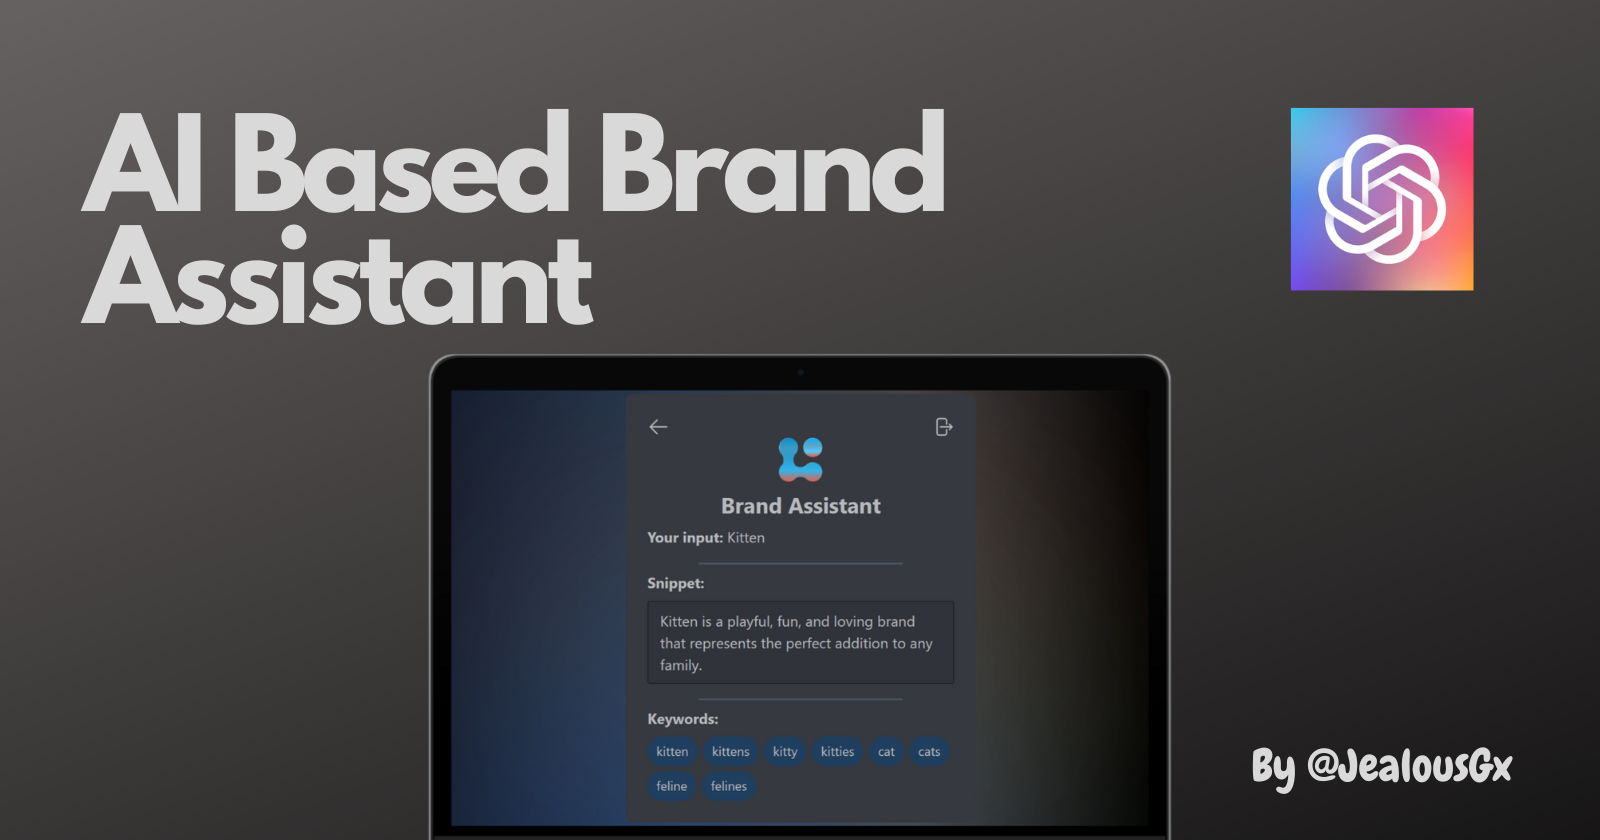 AI Based Brand
Assistant
Brand Assistant
Your input: Kitten
Snippet:
Kitten is a playful, fun, and loving brand
that represents the perfect addition to any
family.
Keywords:
kitten kittens kitty kitties cat cats
feline felines
By @JealousGx